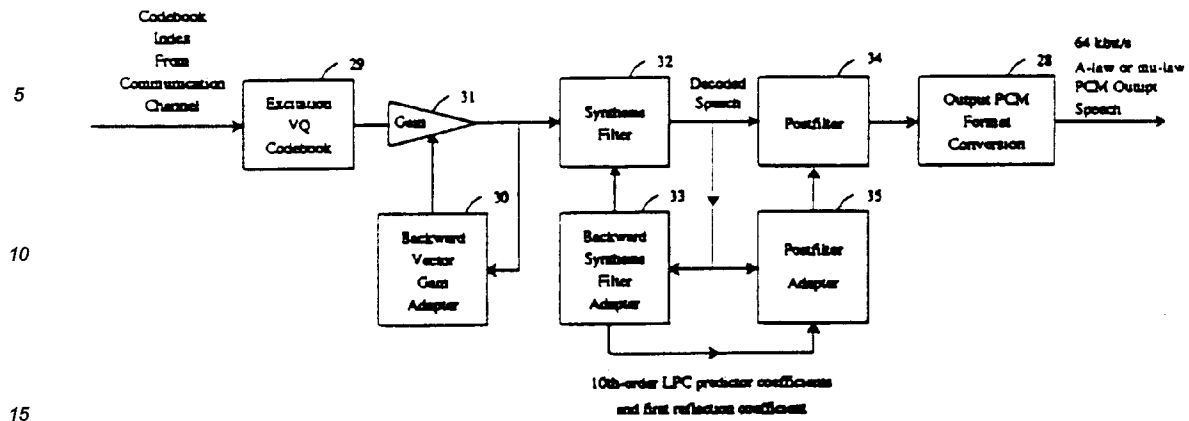 Codebook
Index
From
Communication
Channel
29
Excitation
VQ
Codebook
31
Gain
30
Backward
Vector
Gain
Adapter
32
Synthesis
Filter
33
Backward
Synthesis
Filter
Adapter
Decoded
Speech
34
Postfilter
35
Postfilter
Adapter
28
Output PCM
Format
Conversion
64 kbit/s
A-law or mu-law
PCM Output
Speech
10th-order LPC predictor coefficients
and first reflection coefficient
5
10
15